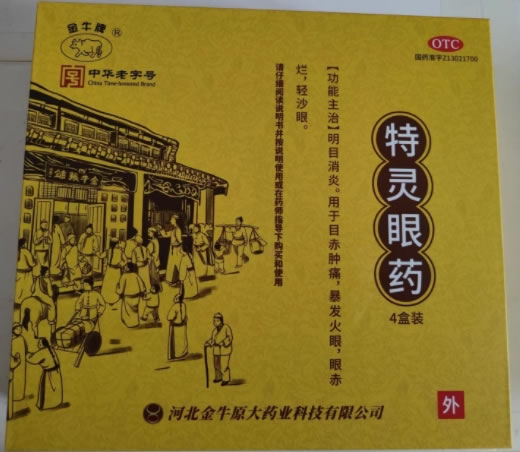 金牛牌®
中华老字号
China Time-honored Brand
OTC
国药准字Z13021700
特灵眼药
4盒装
【功能主治】明目消炎。用于目赤肿痛，暴发火眼，眼赤
烂，轻沙眼。
请仔细阅读说明书并按说明使用或在药师指导下购买和使用
河北金牛原大药业科技有限公司
外